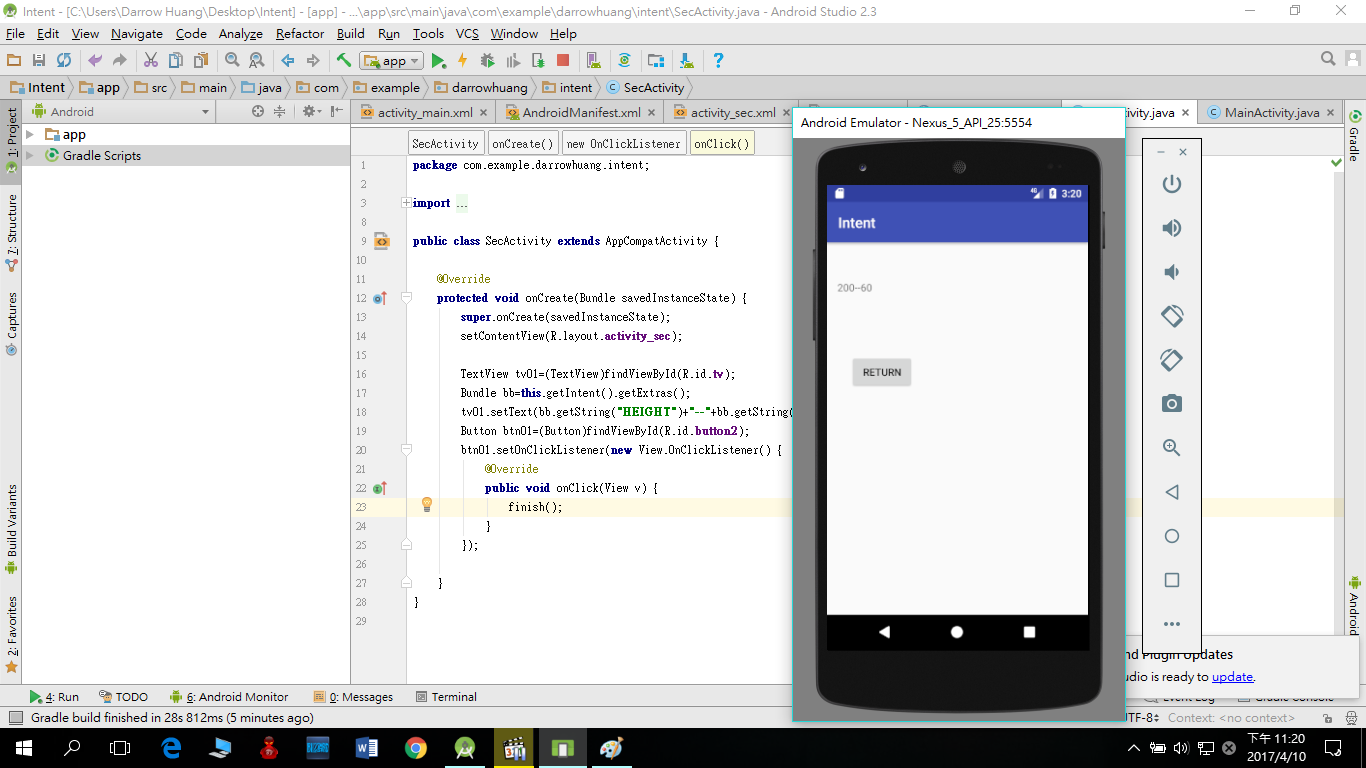 Intent - [C:\Users\Darrow Huang\Desktop\Intent] - [app] - ...\app\src\main\java\com\example\darrowhuang\intent\SecActivity.java - Android Studio 2.3
File Edit View Navigate Code Analyze Refactor Build Run Tools VCS Window Help
app
Intent app src main java com example darrowhuang intent SecActivity
Android
activity_main.xml AndroidManifest.xml activity_sec.xml ivity.java MainActivity.java
app
Gradle Scripts
1: Project
7: Structure
Captures
Build Variants
2: Favorites
SecActivity onCreate() new OnClickListener onClick()
1 package com.example.darrowhuang.intent;
2
3 import ...
8
9 public class SecActivity extends AppCompatActivity {
10
11 @Override
12 protected void onCreate(Bundle savedInstanceState) {
13 super.onCreate(savedInstanceState);
14 setContentView(R.layout.activity_sec);
15
16 TextView tv01=(TextView)findViewById(R.id.tv);
17 Bundle bb=this.getIntent().getExtras();
18 tv01.setText(bb.getString("HEIGHT")+"--"+bb.getString(
19 Button btn01=(Button)findViewById(R.id.button2);
20 btn01.setOnClickListener(new View.OnClickListener() {
21 @Override
22 public void onClick(View v) {
23 finish();
24 }
25 });
26
27 }
28 }
29
Android Emulator - Nexus_5_API_25:5554
4G 3:20
Intent
200--60
RETURN
Gradle
Android
nd Plugin Updates
udio is ready to update.
4: Run TODO 6: Android Monitor 0: Messages Terminal Event Log Gradle Console
Gradle build finished in 28s 812ms (5 minutes ago)
UTF-8 Context: <no context>
下午 11:20
2017/4/10